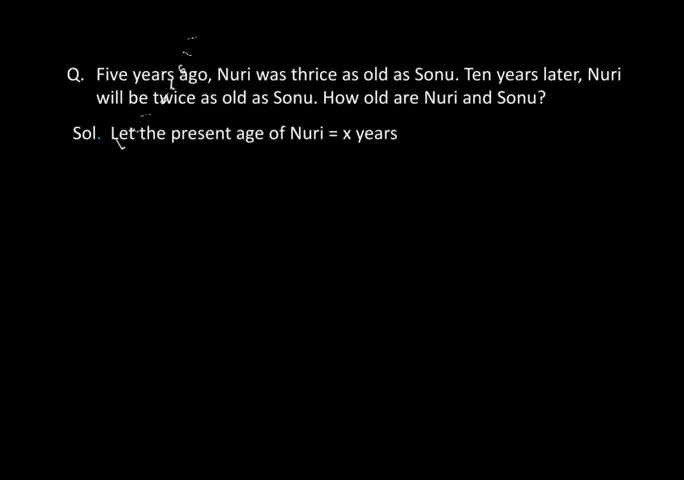 Q. Five years ago, Nuri was thrice as old as Sonu. Ten years later, Nuri
will be twice as old as Sonu. How old are Nuri and Sonu?
Sol. Let the present age of Nuri = x years